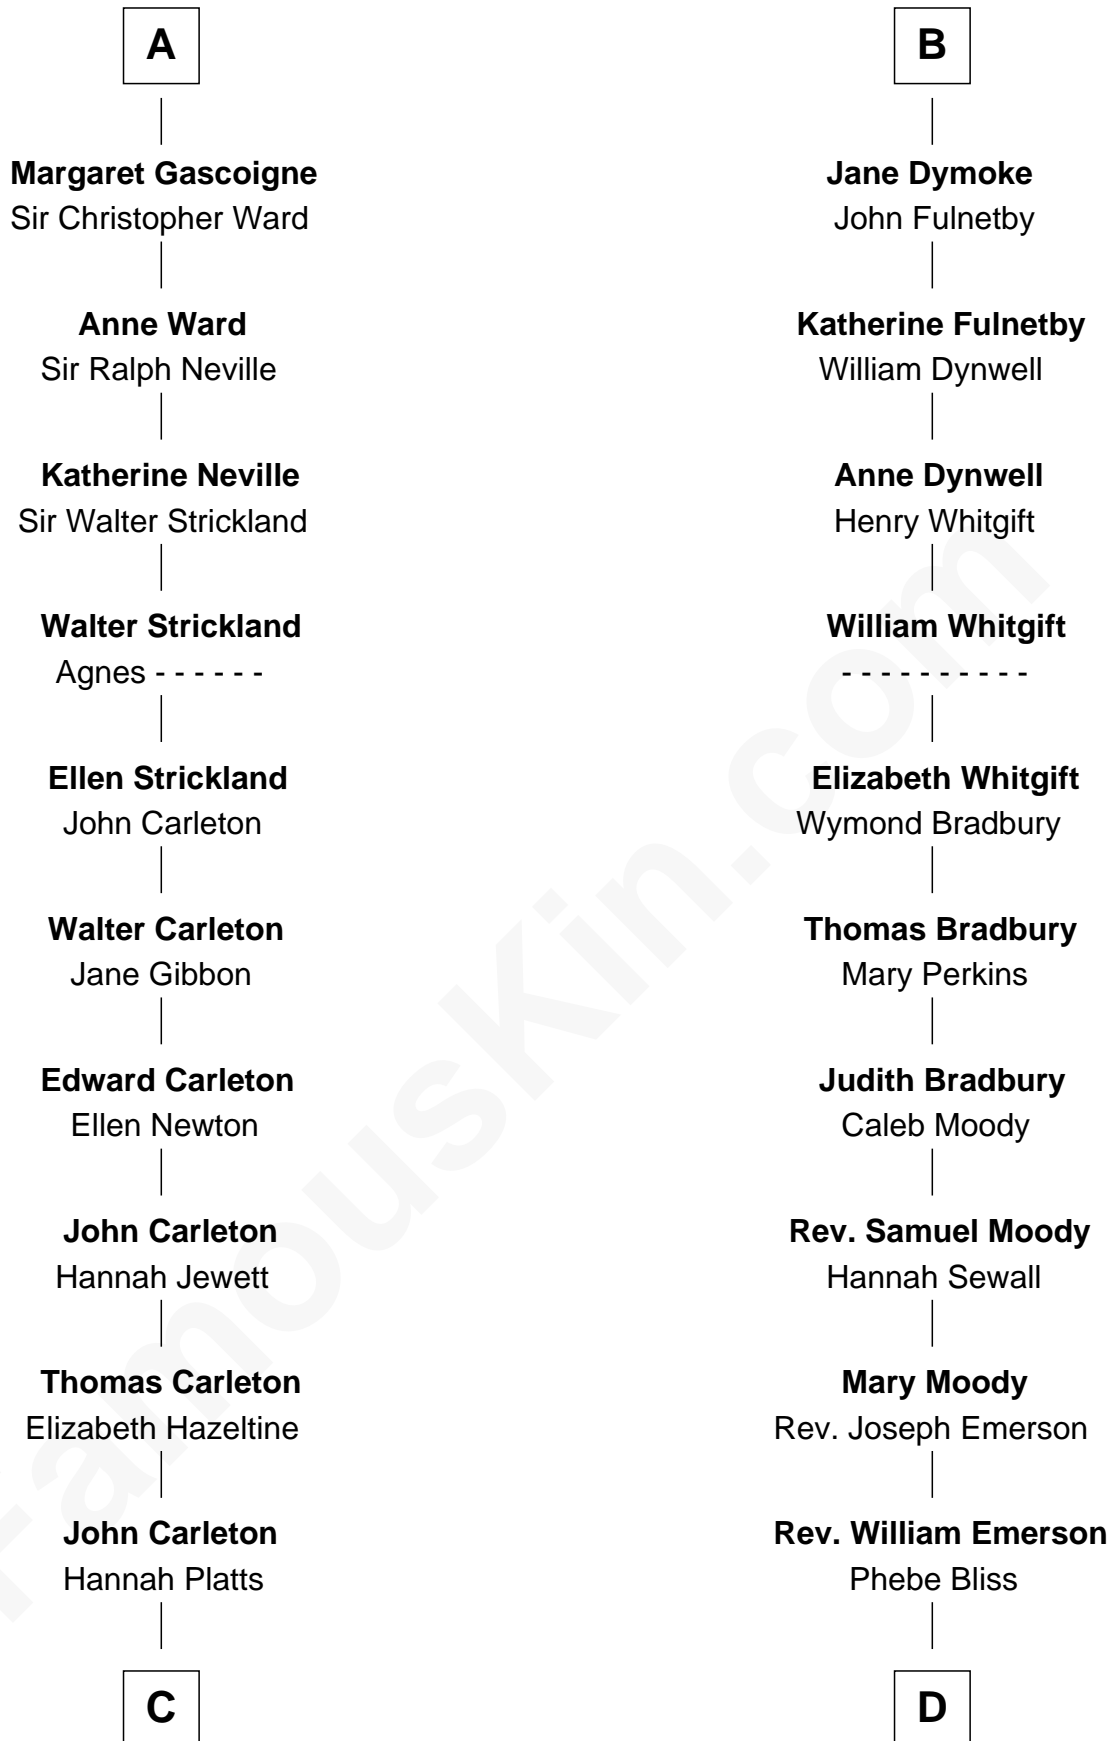 A
Margaret Gascoigne
Sir Christopher Ward
Anne Ward
Sir Ralph Neville
Katherine Neville
Sir Walter Strickland
Walter Strickland
Agnes - - - - - -
Ellen Strickland
John Carleton
Walter Carleton
Jane Gibbon
Edward Carleton
Ellen Newton
John Carleton
Hannah Jewett
Thomas Carleton
Elizabeth Hazeltine
John Carleton
Hannah Platts
C
B
Jane Dymoke
John Fulnetby
Katherine Fulnetby
William Dynwell
Anne Dynwell
Henry Whitgift
William Whitgift
- - - - - - - - - -
Elizabeth Whitgift
Wymond Bradbury
Thomas Bradbury
Mary Perkins
Judith Bradbury
Caleb Moody
Rev. Samuel Moody
Hannah Sewall
Mary Moody
Rev. Joseph Emerson
Rev. William Emerson
Phebe Bliss
D
FamousKin.com